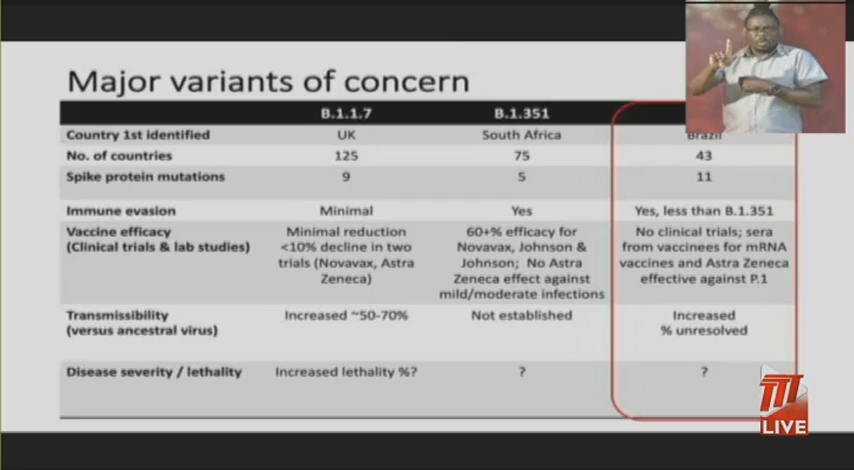 Major variants of concern
B.1.1.7 B.1.351
Country 1st identified UK South Africa Brazil
No. of countries 125 75 43
Spike protein mutations 9 5 11
Immune evasion Minimal Yes Yes, less than B.1.351
Vaccine efficacy Minimal reduction 60+% efficacy for No clinical trials; sera
(Clinical trials & lab studies) <10% decline in two Novavax, Johnson & from vaccinees for mRNA
trials (Novavax, Astra Johnson; No Astra vaccines and Astra Zeneca
Zeneca) Zeneca effect against effective against P.1
mild/moderate infections
Transmissibility Increased ~50-70% Not established Increased
(versus ancestral virus) % unresolved
Disease severity / lethality Increased lethality %? ? ?
LIVE